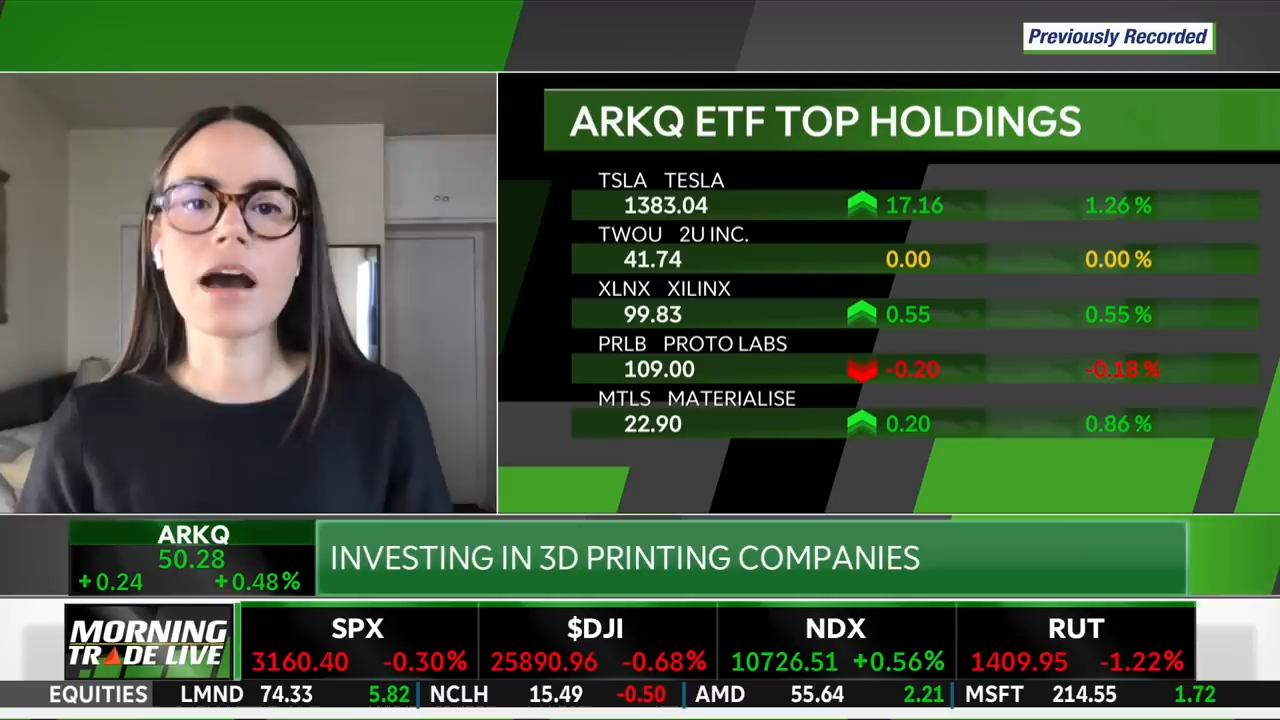 Previously Recorded
ARKQ ETF TOP HOLDINGS
TSLA TESLA
1383.04 17.16 1.26 %
TWOU 2U INC.
41.74 0.00 0.00 %
XLNX XILINX
99.83 0.55 0.55 %
PRLB PROTO LABS
109.00 -0.20 -0.18 %
MTLS MATERIALISE
22.90 0.20 0.86 %
ARKQ
50.28
+0.24 +0.48%
INVESTING IN 3D PRINTING COMPANIES
MORNING
TRADE LIVE
SPX $DJI NDX RUT
3160.40 -0.30% 25890.96 -0.68% 10726.51 +0.56% 1409.95 -1.22%
EQUITIES LMND 74.33 5.82 NCLH 15.49 -0.50 AMD 55.64 2.21 MSFT 214.55 1.72